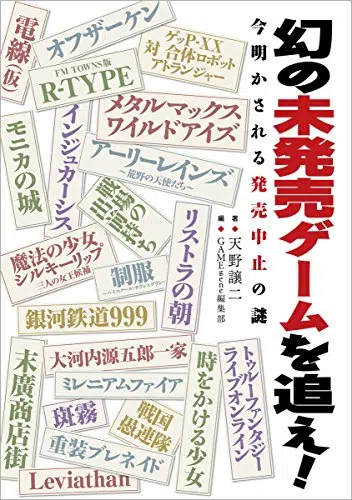 幻の未発売ゲームを追え!
今明かされる発売中止の謎
著◆天野譲二
編◆GAMEgene編集部
電線(仮)
オフザーケン
ゲッP-XX
対 合体ロボット
アトランジャー
FM TOWNS版
R-TYPE
メタルマックス
ワイルドアイズ
モニカの城
インジュカーシス
アーリーレインズ
~荒野の天使たち~
戦場の出前持ち
リストラの朝
魔法の少女
シルキーリップ
三人の女王候補
制服
銀河鉄道999
大河内源五郎一家
ミレニアムファイア
末廣商店街
斑霧
戦国
愚連隊
時をかける少女
トゥルーファンタジー
ライブオンライン
重装ブレネイド
Leviathan